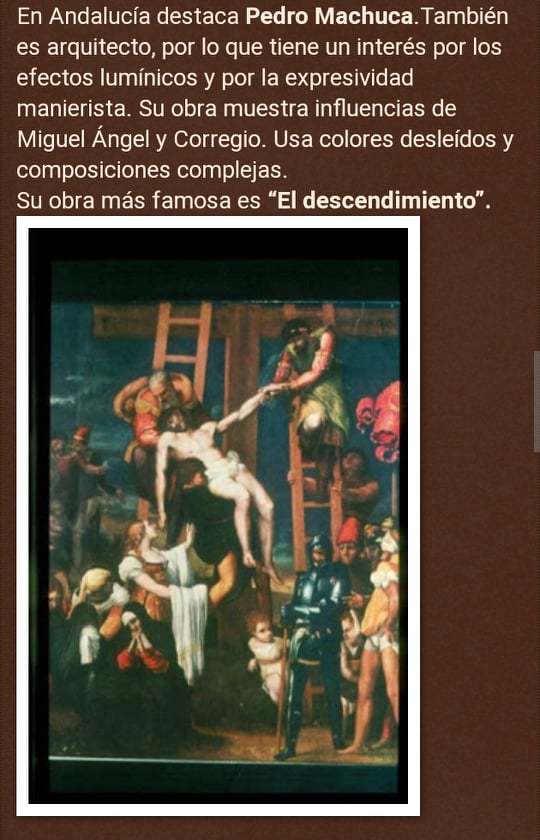 En Andalucía destaca Pedro Machuca.También
es arquitecto, por lo que tiene un interés por los
efectos lumínicos y por la expresividad
manierista. Su obra muestra influencias de
Miguel Ángel y Corregio. Usa colores desleídos y
composiciones complejas.
Su obra más famosa es “El descendimiento”.